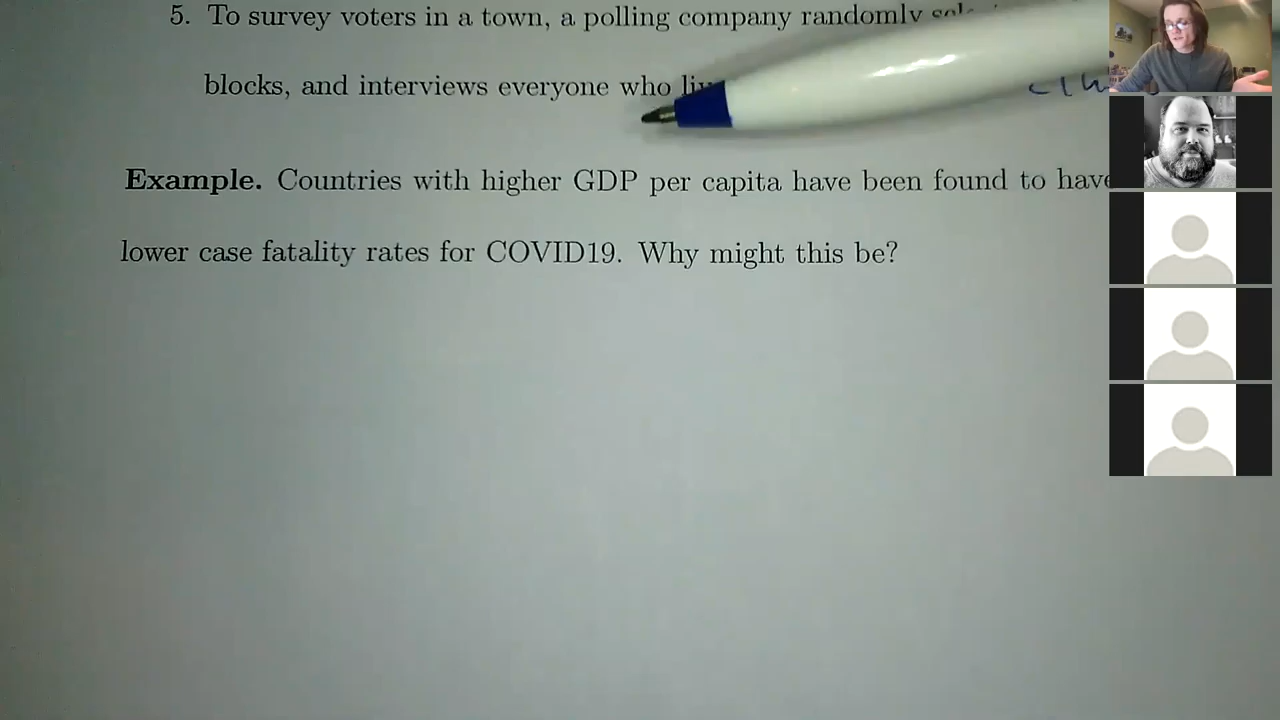 5. To survey voters in a town, a polling company randomly
blocks, and interviews everyone who
Example. Countries with higher GDP per capita have been found to have
lower case fatality rates for COVID19. Why might this be?